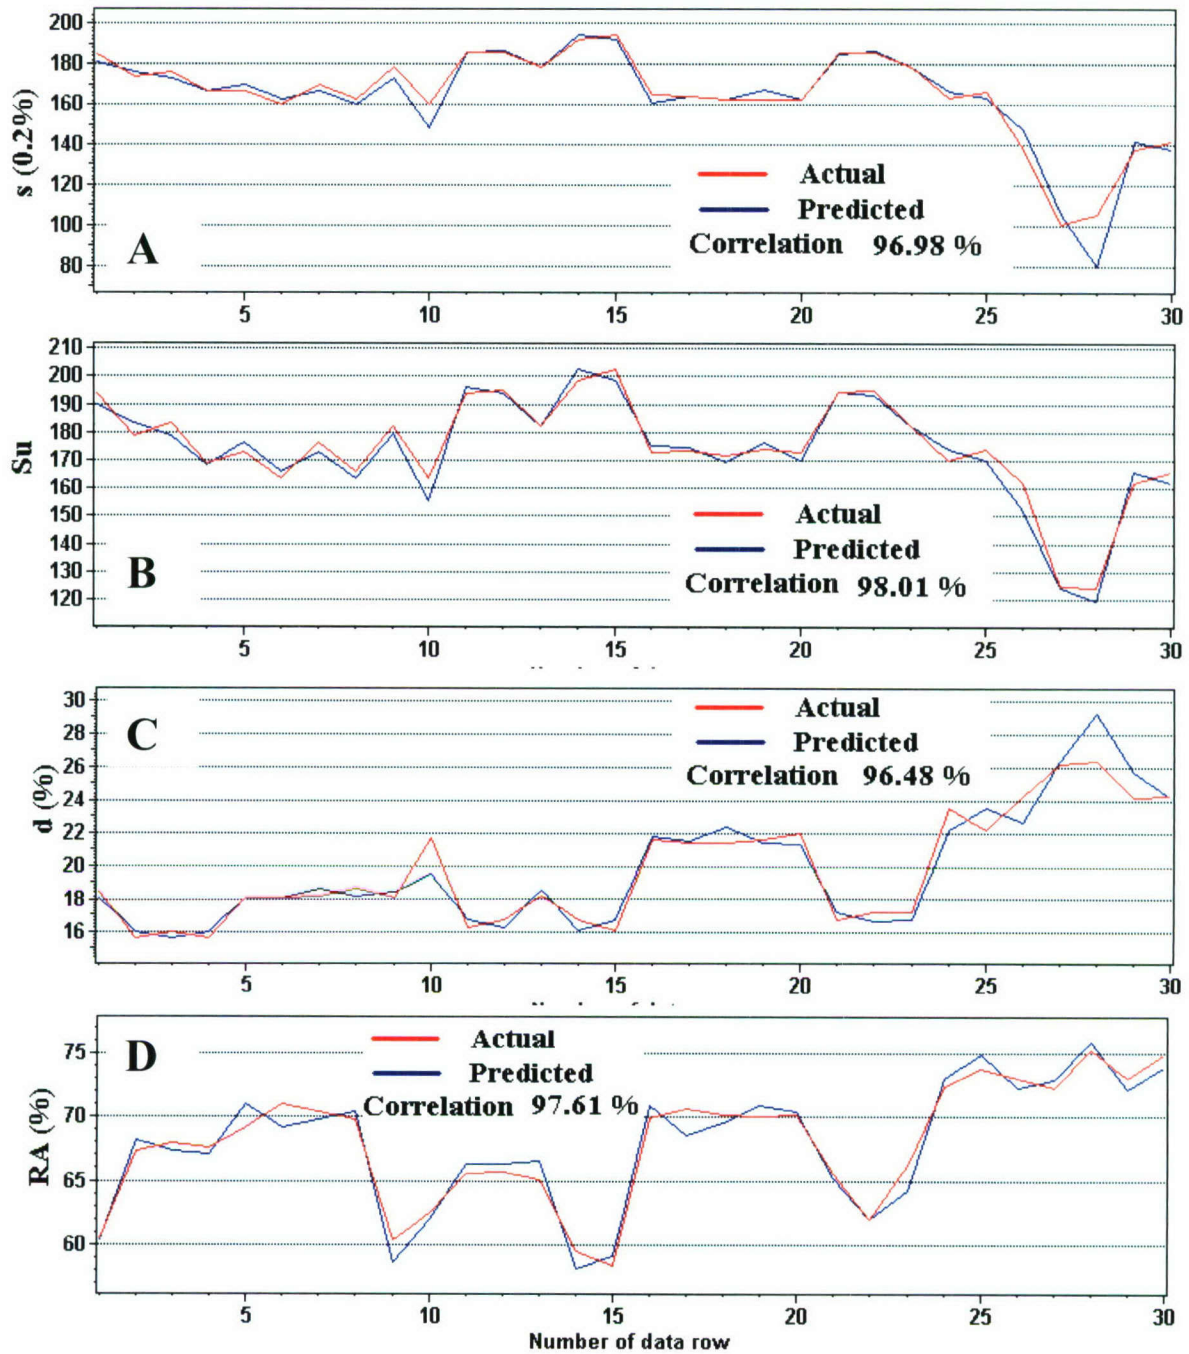 200
180
160
140
120
100
80
s (0.2%)
A
Actual
Predicted
Correlation 96.98 %
5 10 15 20 25 30
210
200
190
180
170
160
150
140
130
120
Su
B
Actual
Predicted
Correlation 98.01 %
5 10 15 20 25 30
30
28
26
24
22
20
18
16
d (%)
C
Actual
Predicted
Correlation 96.48 %
5 10 15 20 25 30
75
70
65
60
RA (%)
D
Actual
Predicted
Correlation 97.61 %
5 10 15 20 25 30
Number of data row